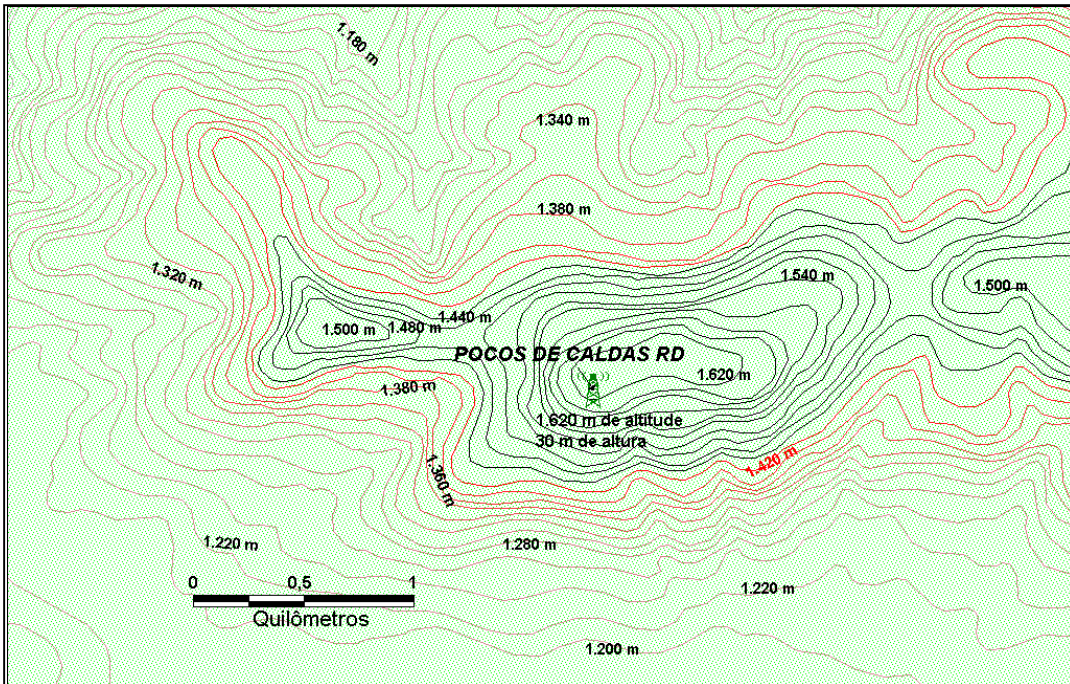 1.180 m
1.340 m
1.380 m
1.320 m
1.540 m
1.500 m
1.440 m
1.500 m
1.480 m
POCOS DE CALDAS RD
1.620 m
1.380 m
1.620 m de altitude
30 m de altura
1.420 m
1.360 m
1.220 m
1.280 m
0 0,5 1
1.220 m
Quilômetros
1.200 m